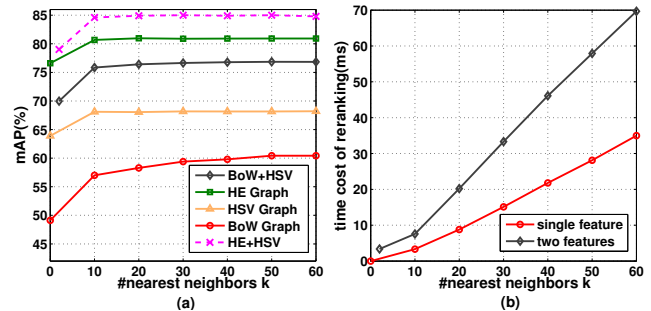 85
80
75
70
65
60
55
50
45
mAP(%)
BoW+HSV
HE Graph
HSV Graph
BoW Graph
HE+HSV
0 10 20 30 40 50 60
#nearest neighbors k
(a)
70
60
50
40
30
20
10
0
time cost of reranking(ms)
single feature
two features
0 10 20 30 40 50 60
#nearest neighbors k
(b)